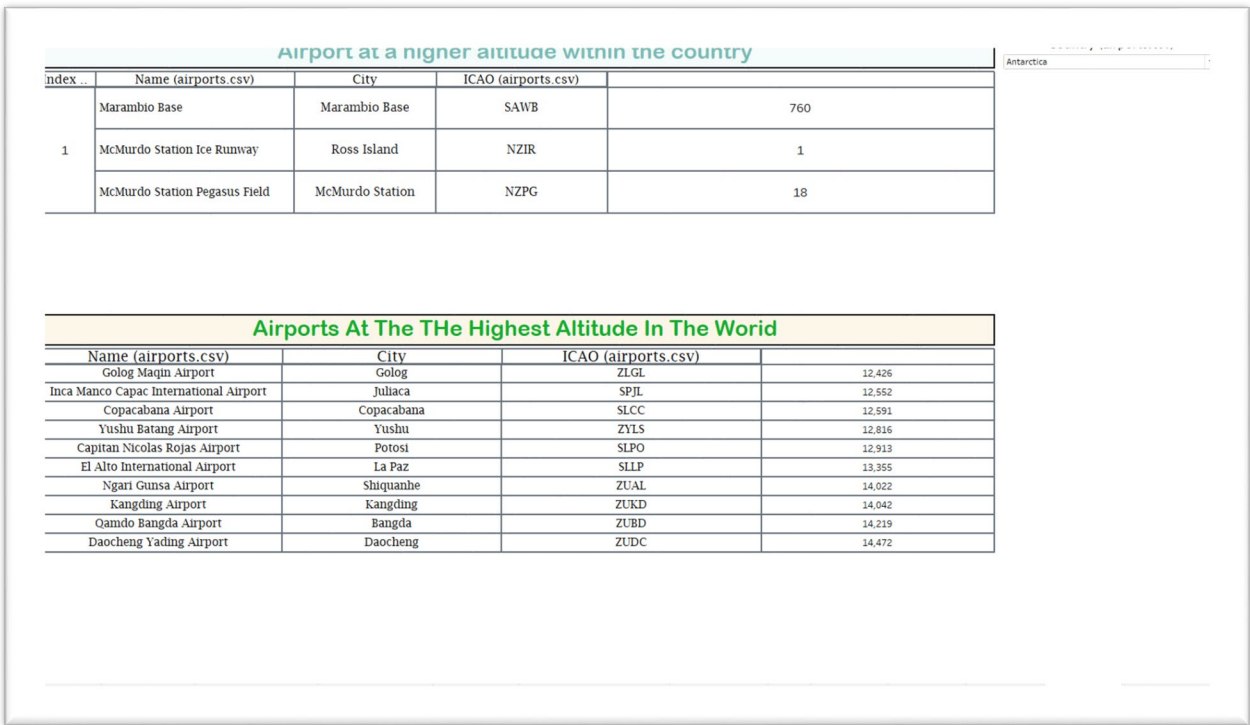 Airport at a higher altitude within the country
Antarctica
ndex .. Name (airports.csv) City ICAO (airports.csv)
1
Marambio Base Marambio Base SAWB 760
McMurdo Station Ice Runway Ross Island NZIR 1
McMurdo Station Pegasus Field McMurdo Station NZPG 18
Airports At The THe Highest Altitude In The Worid
Name (airports.csv) City ICAO (airports.csv)
Golog Maqin Airport Golog ZLGL 12,426
Inca Manco Capac International Airport Juliaca SPJL 12,552
Copacabana Airport Copacabana SLCC 12,591
Yushu Batang Airport Yushu ZYLS 12,816
Capitan Nicolas Rojas Airport Potosi SLPO 12,913
El Alto International Airport La Paz SLLP 13,355
Ngari Gunsa Airport Shiquanhe ZUAL 14,022
Kangding Airport Kangding ZUKD 14,042
Qamdo Bangda Airport Bangda ZUBD 14,219
Daocheng Yading Airport Daocheng ZUDC 14,472